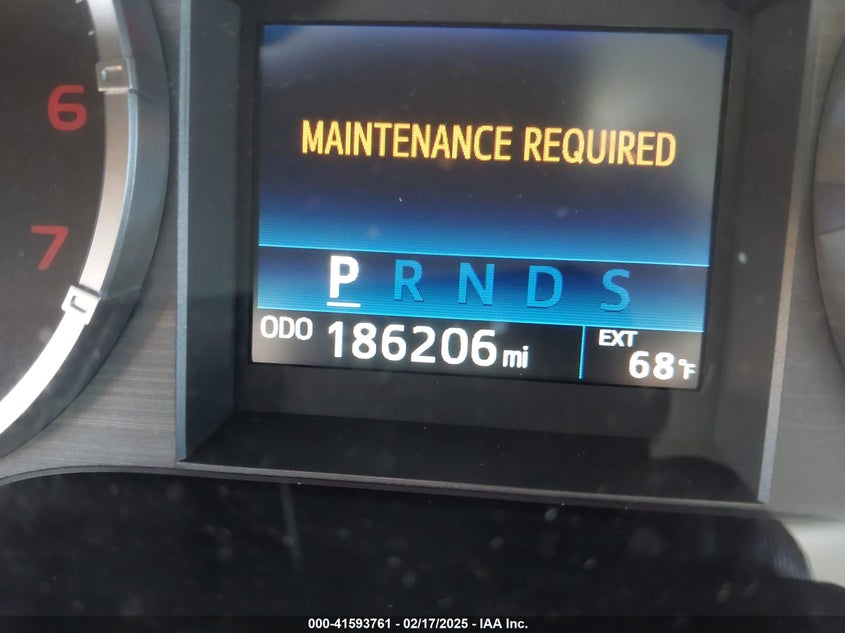 6
7
MAINTENANCE REQUIRED
P R N D S
ODO 186206 mi
EXT 68°F
000-41593761 - 02/17/2025 - IAA Inc.